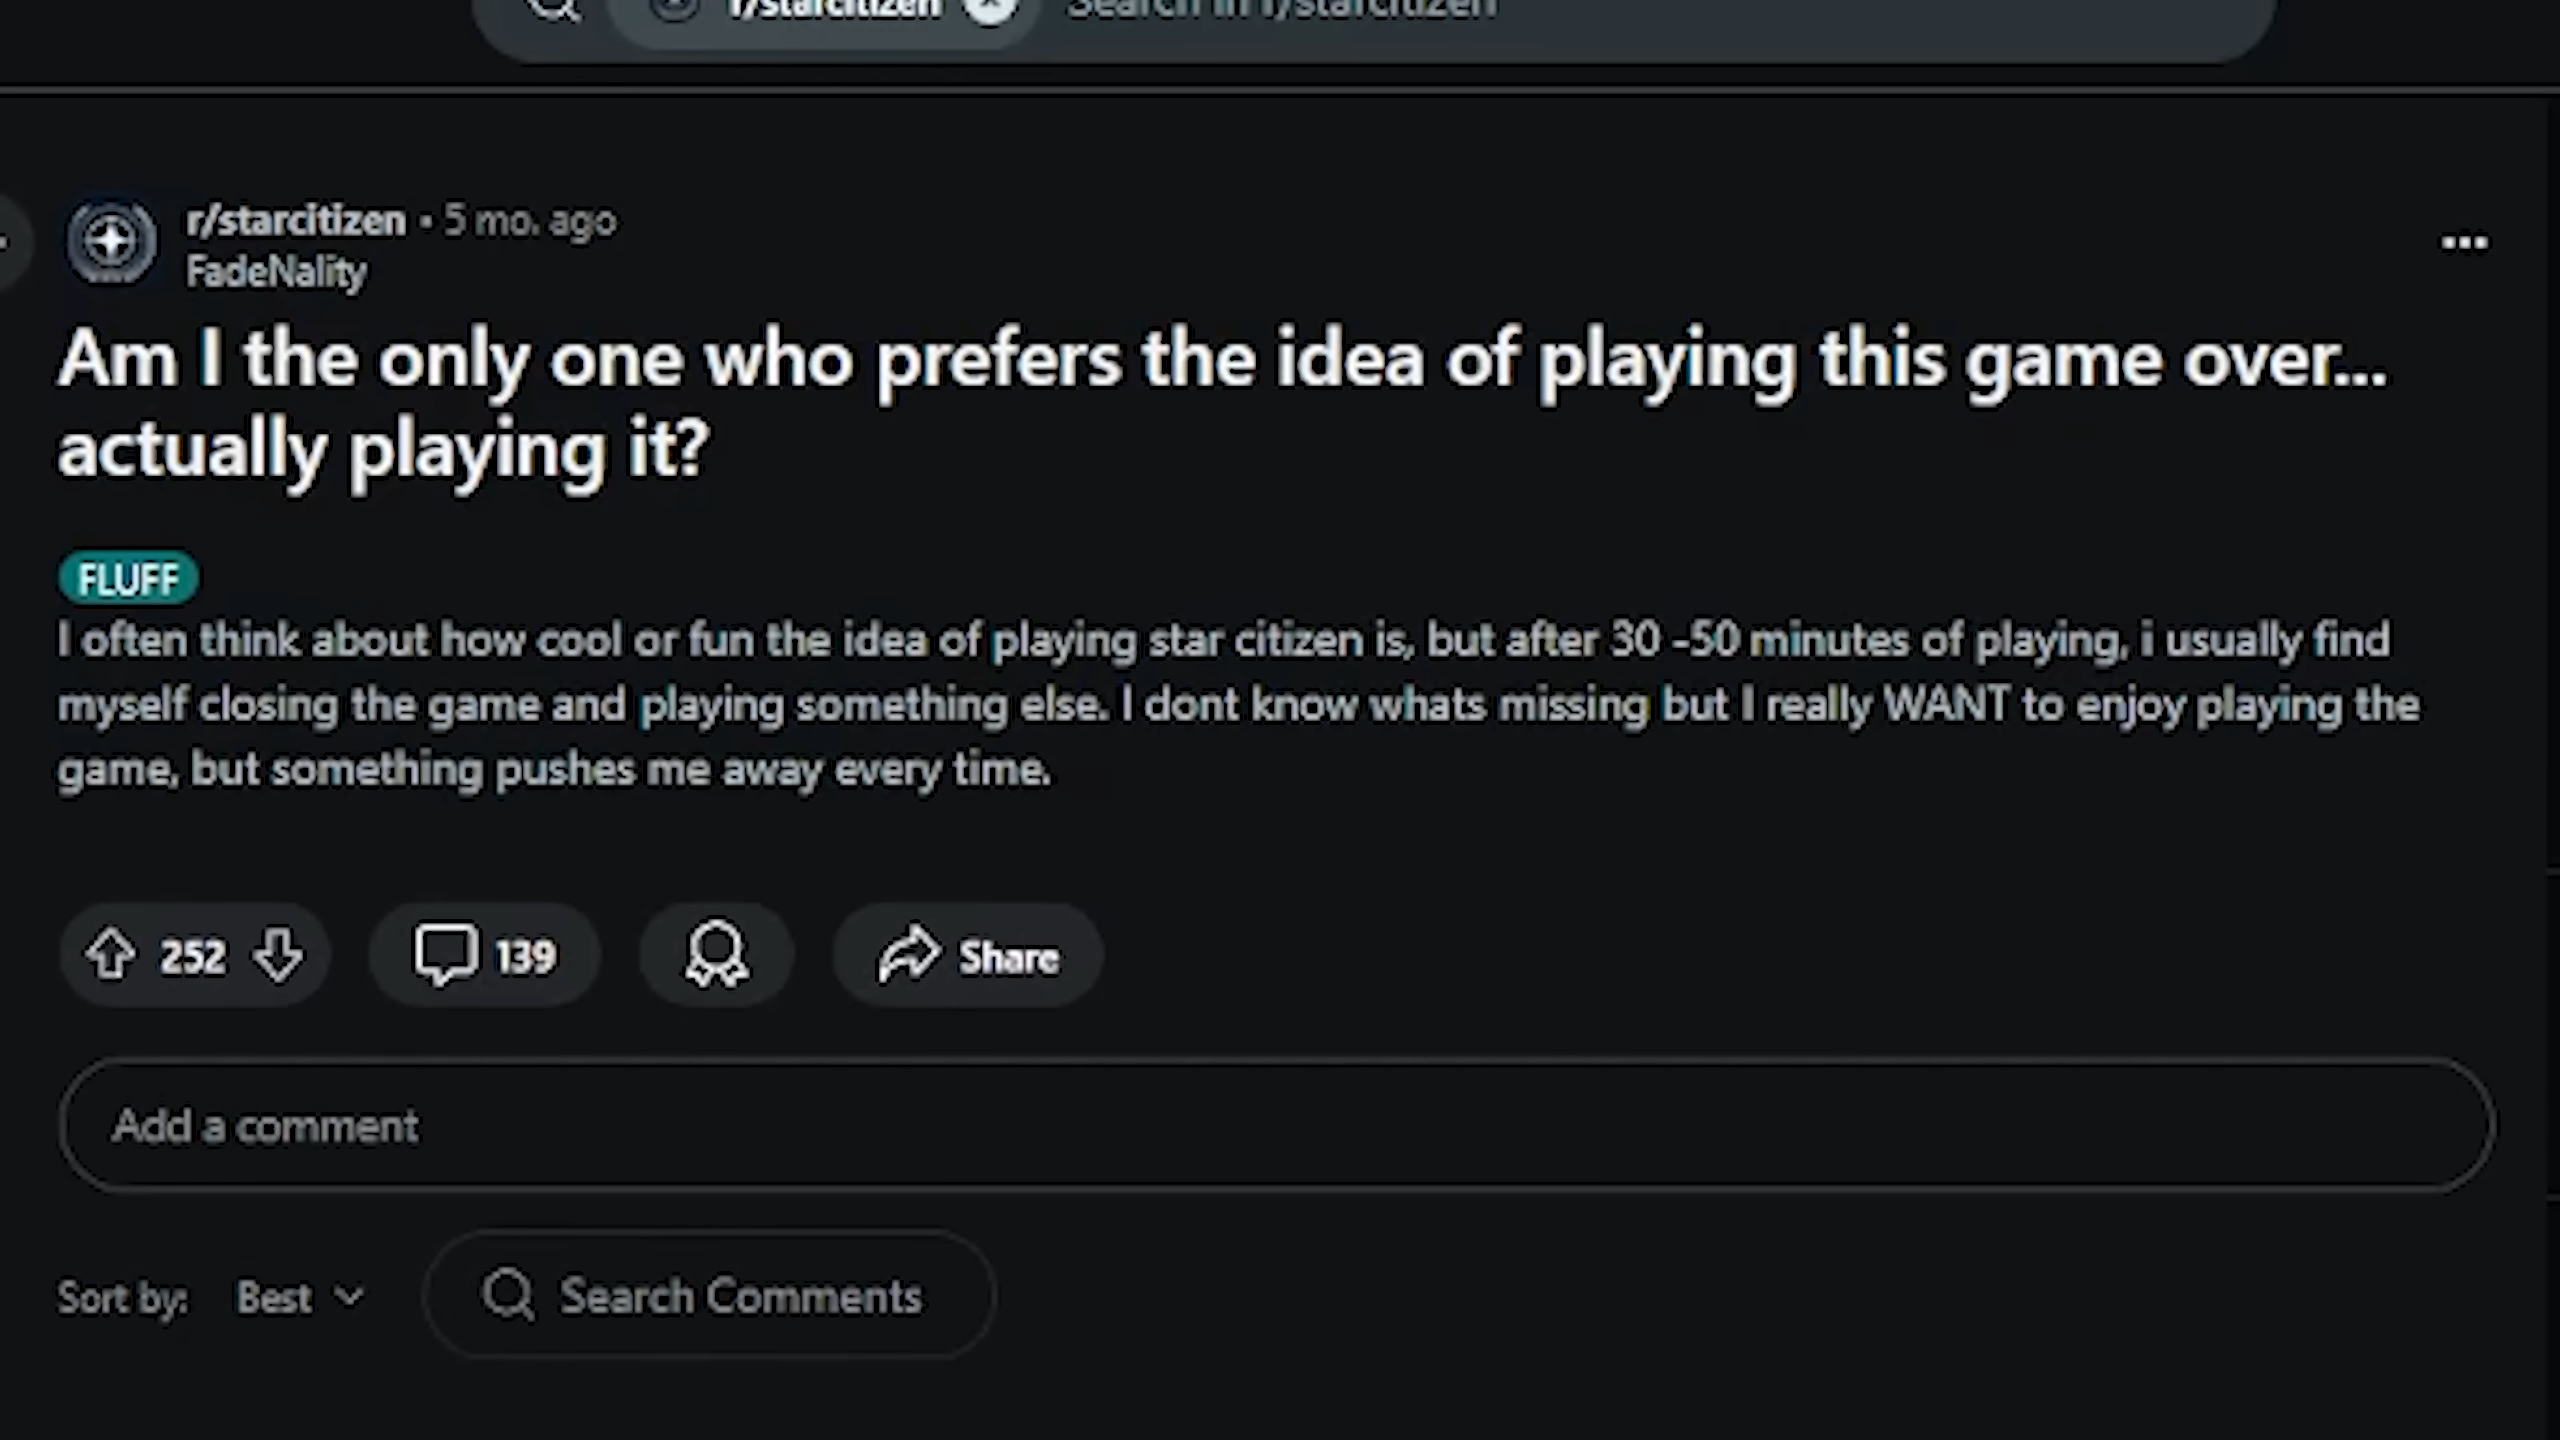 r/starcitizen Search in r/starcitizen
r/starcitizen • 5 mo. ago
FadeNality
Am I the only one who prefers the idea of playing this game over...
actually playing it?
FLUFF
I often think about how cool or fun the idea of playing star citizen is, but after 30 -50 minutes of playing, i usually find
myself closing the game and playing something else. I dont know whats missing but I really WANT to enjoy playing the
game, but something pushes me away every time.
252 139 Share
Add a comment
Sort by: Best Search Comments